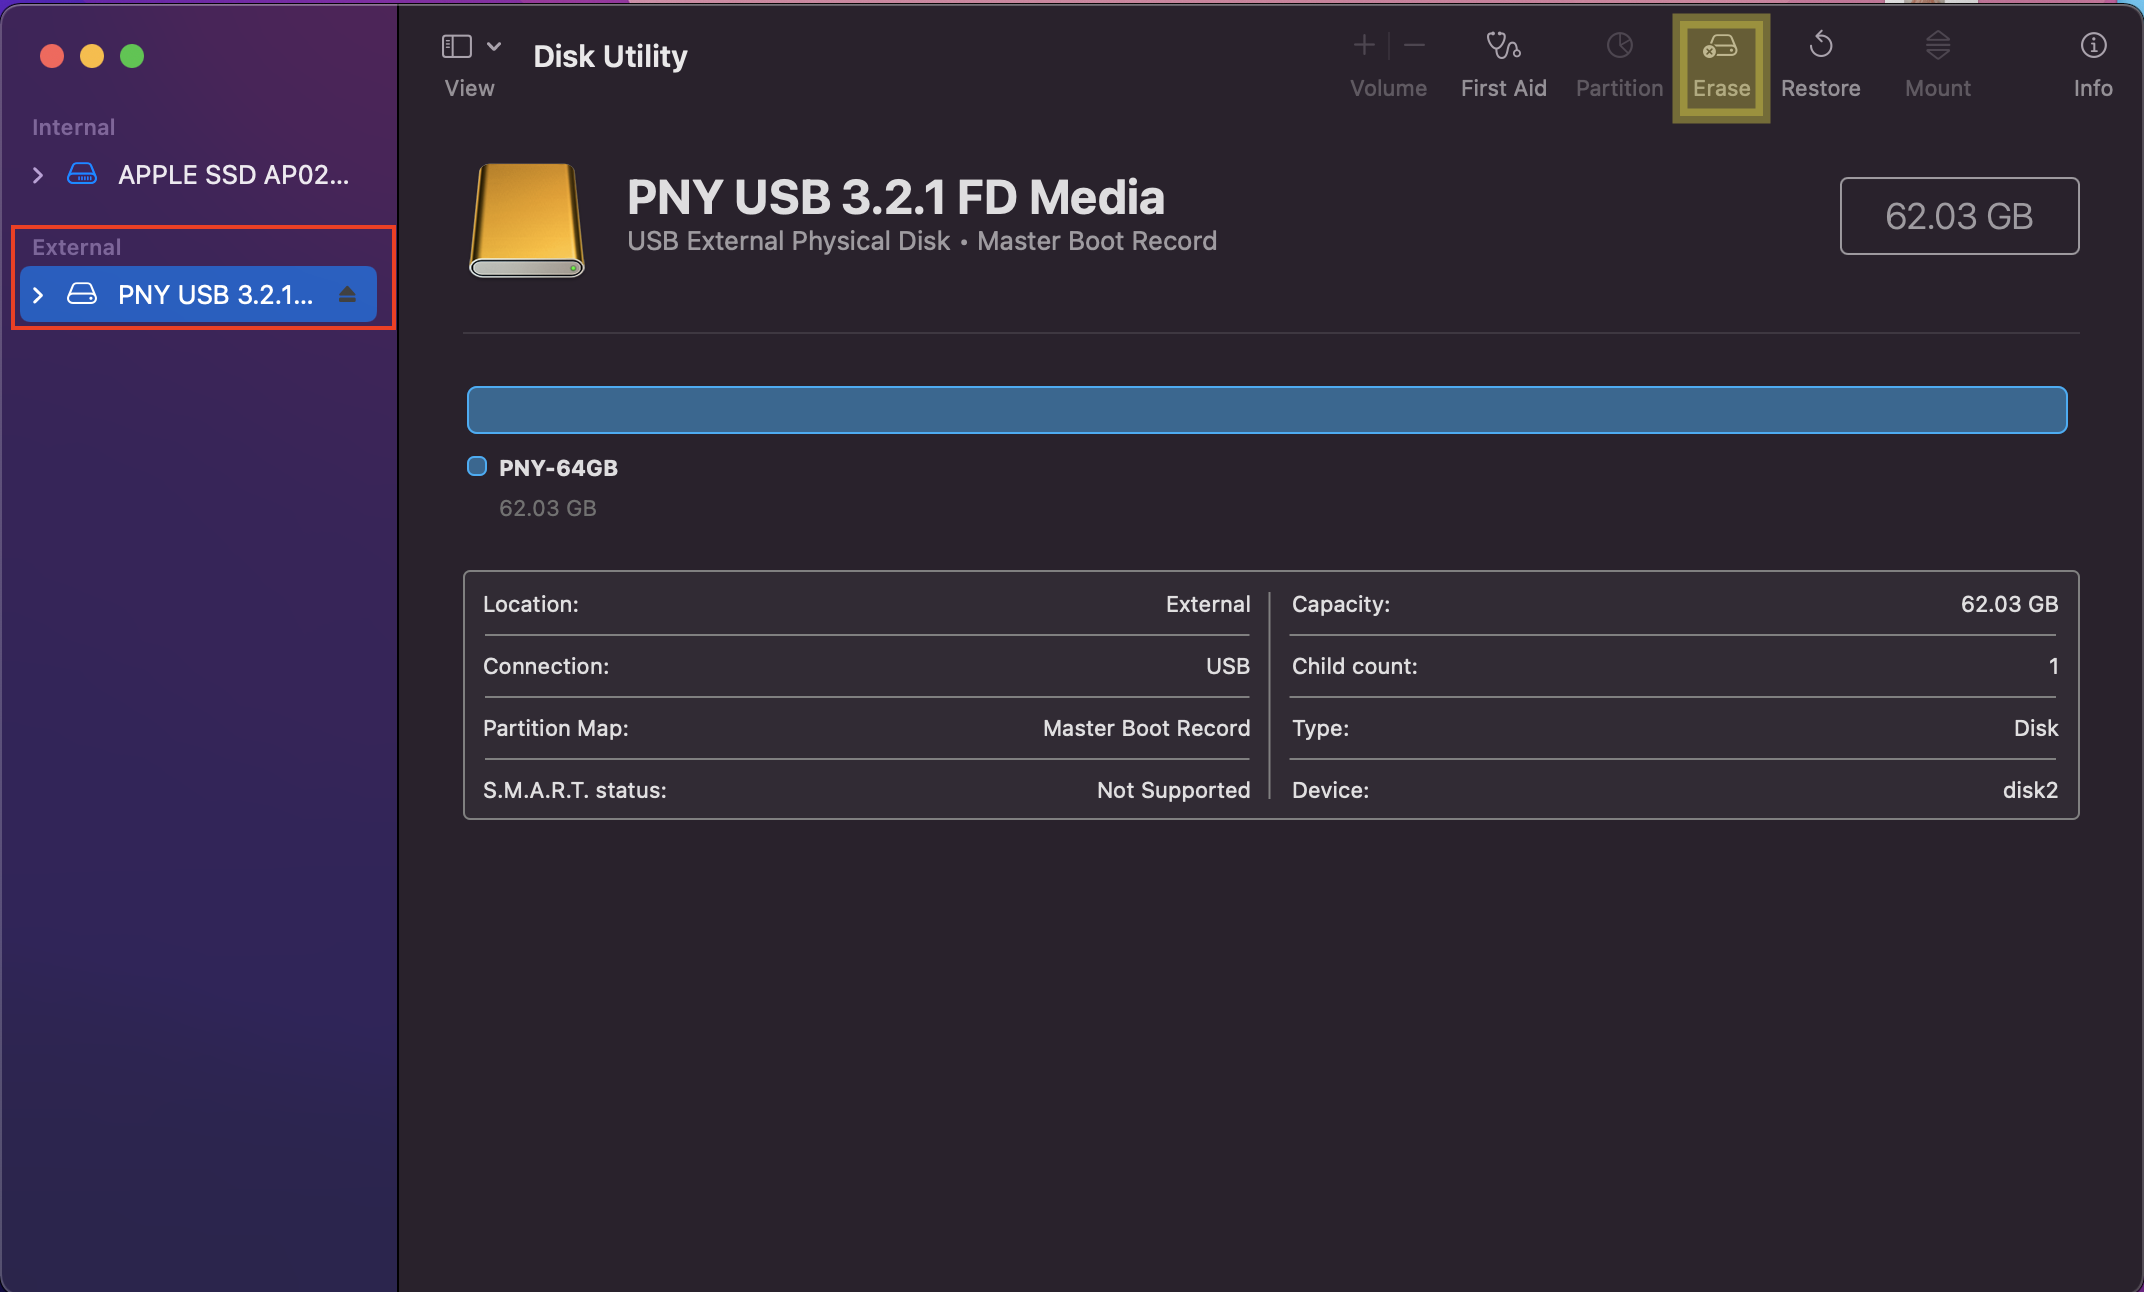 Disk Utility
View
Volume
First Aid
Partition
Erase
Restore
Mount
Info
Internal
APPLE SSD AP02...
External
PNY USB 3.2.1...
PNY USB 3.2.1 FD Media
USB External Physical Disk • Master Boot Record
62.03 GB
PNY-64GB
62.03 GB
Location: External
Connection: USB
Partition Map: Master Boot Record
S.M.A.R.T. status: Not Supported
Capacity: 62.03 GB
Child count: 1
Type: Disk
Device: disk2